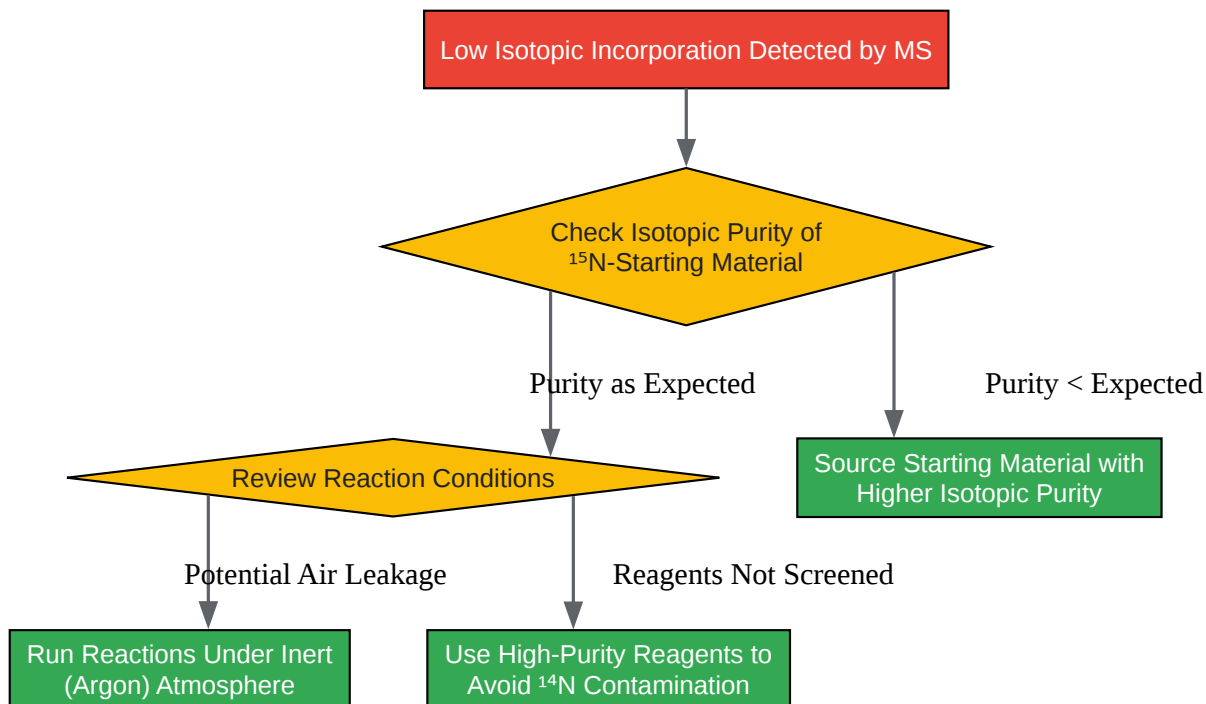 Low Isotopic Incorporation Detected by MS
Check Isotopic Purity of
¹⁵N-Starting Material
Purity as Expected
Purity < Expected
Review Reaction Conditions
Source Starting Material with
Higher Isotopic Purity
Potential Air Leakage
Reagents Not Screened
Run Reactions Under Inert
(Argon) Atmosphere
Use High-Purity Reagents to
Avoid ¹⁴N Contamination